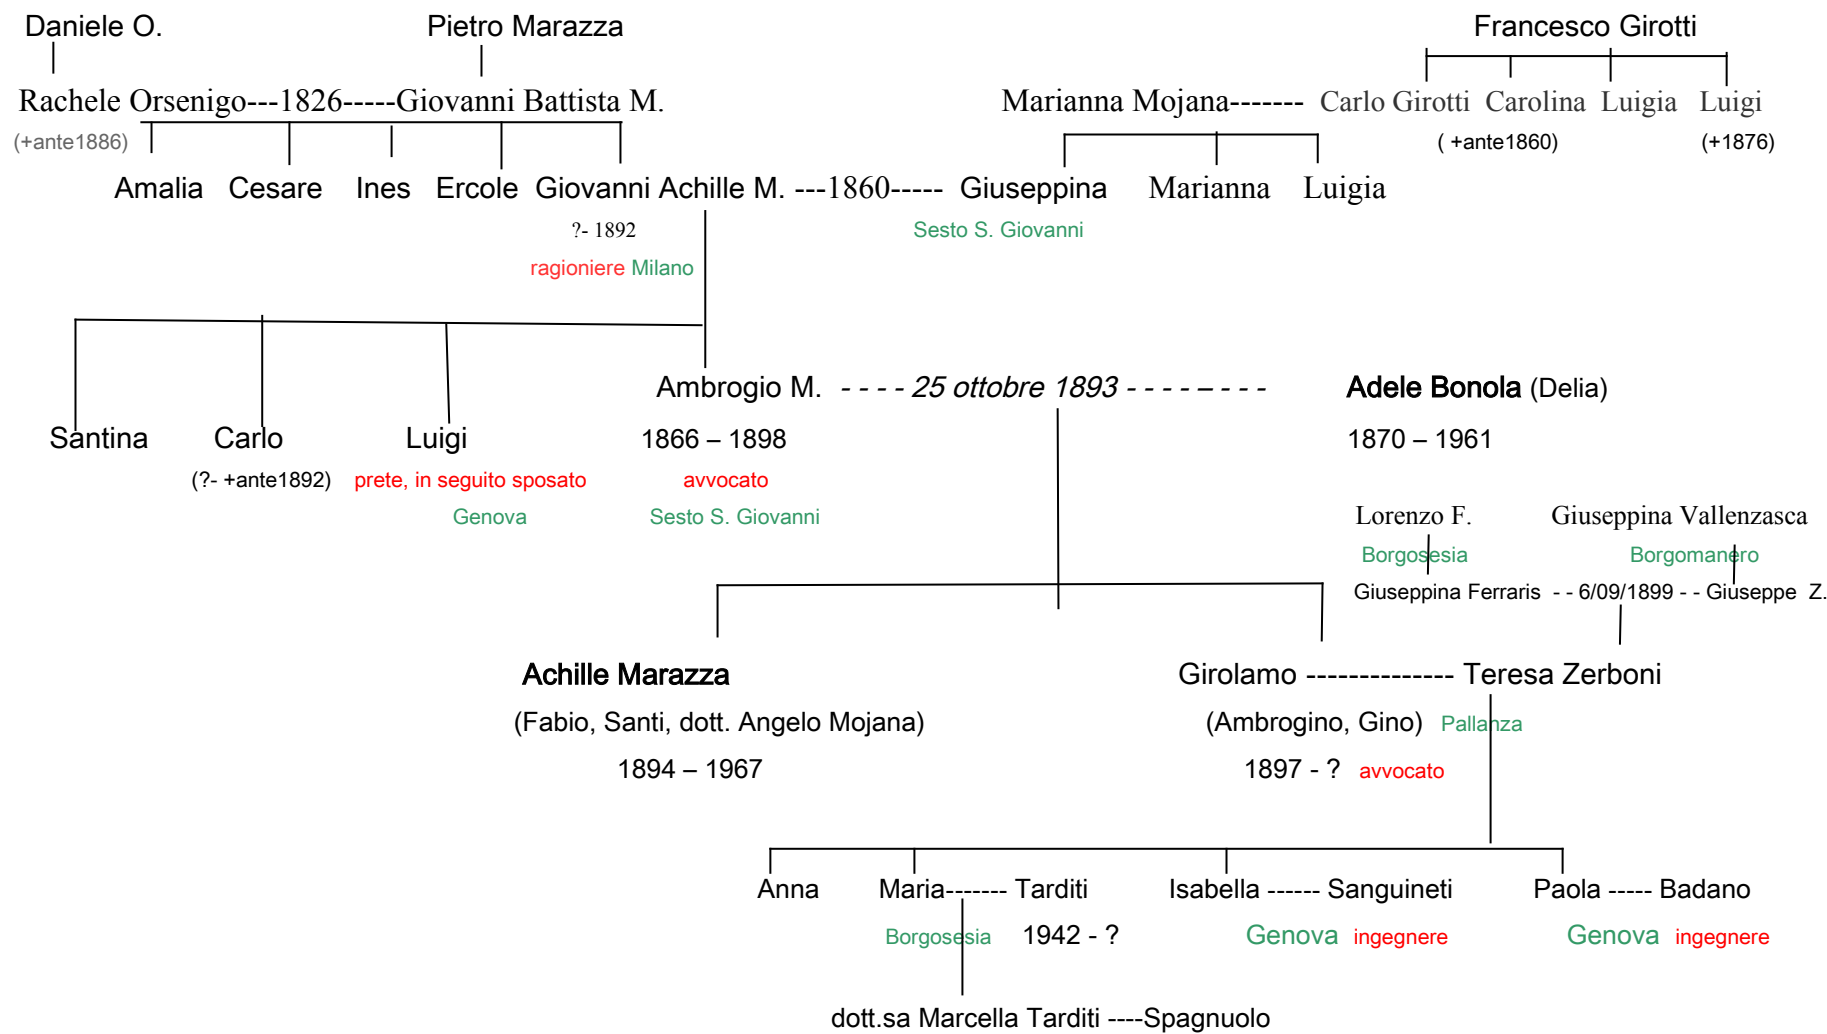 Daniele O. Pietro Marazza Francesco Girotti
Rachele Orsenigo---1826-----Giovanni Battista M. Marianna Mojana------- Carlo Girotti Carolina Luigia Luigi
(+ante1886) ( +ante1860) (+1876)
Amalia Cesare Ines Ercole Giovanni Achille M. ---1860----- Giuseppina Marianna Luigia
?- 1892 Sesto S. Giovanni
ragioniere Milano
Ambrogio M. - - - - 25 ottobre 1893 - - - - – - - - Adele Bonola (Delia)
Santina Carlo Luigi 1866 – 1898 1870 – 1961
(?- +ante1892) prete, in seguito sposato avvocato
Genova Sesto S. Giovanni Lorenzo F. Giuseppina Vallenzasca
Borgosesia Borgomanero
Giuseppina Ferraris - - 6/09/1899 - - Giuseppe Z.
Achille Marazza Girolamo -------------- Teresa Zerboni
(Fabio, Santi, dott. Angelo Mojana) (Ambrogino, Gino) Pallanza
1894 – 1967 1897 - ? avvocato
Anna Maria------- Tarditi Isabella ------ Sanguineti Paola ----- Badano
Borgosesia 1942 - ? Genova ingegnere Genova ingegnere
dott.sa Marcella Tarditi ----Spagnuolo